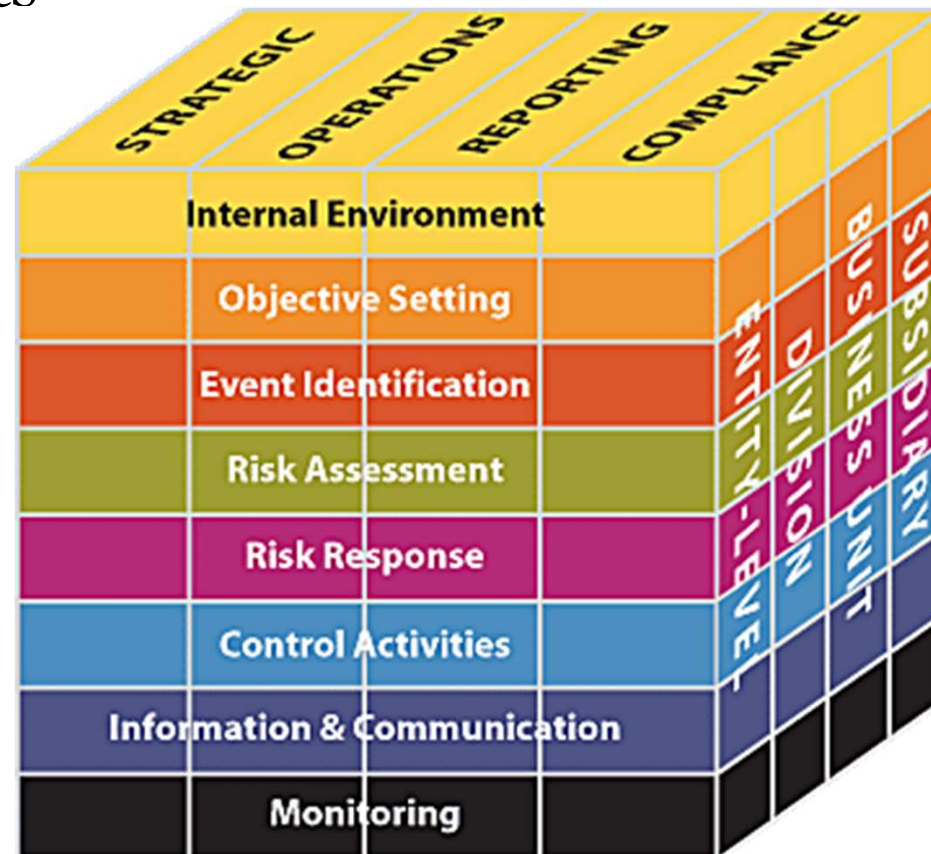 STRATEGIC
OPERATIONS
REPORTING
COMPLIANCE
Internal Environment
Objective Setting
Event Identification
Risk Assessment
Risk Response
Control Activities
Information & Communication
Monitoring
ENTITY-LEVEL
DIVISION
BUSINESS UNIT
SUBSIDIARY